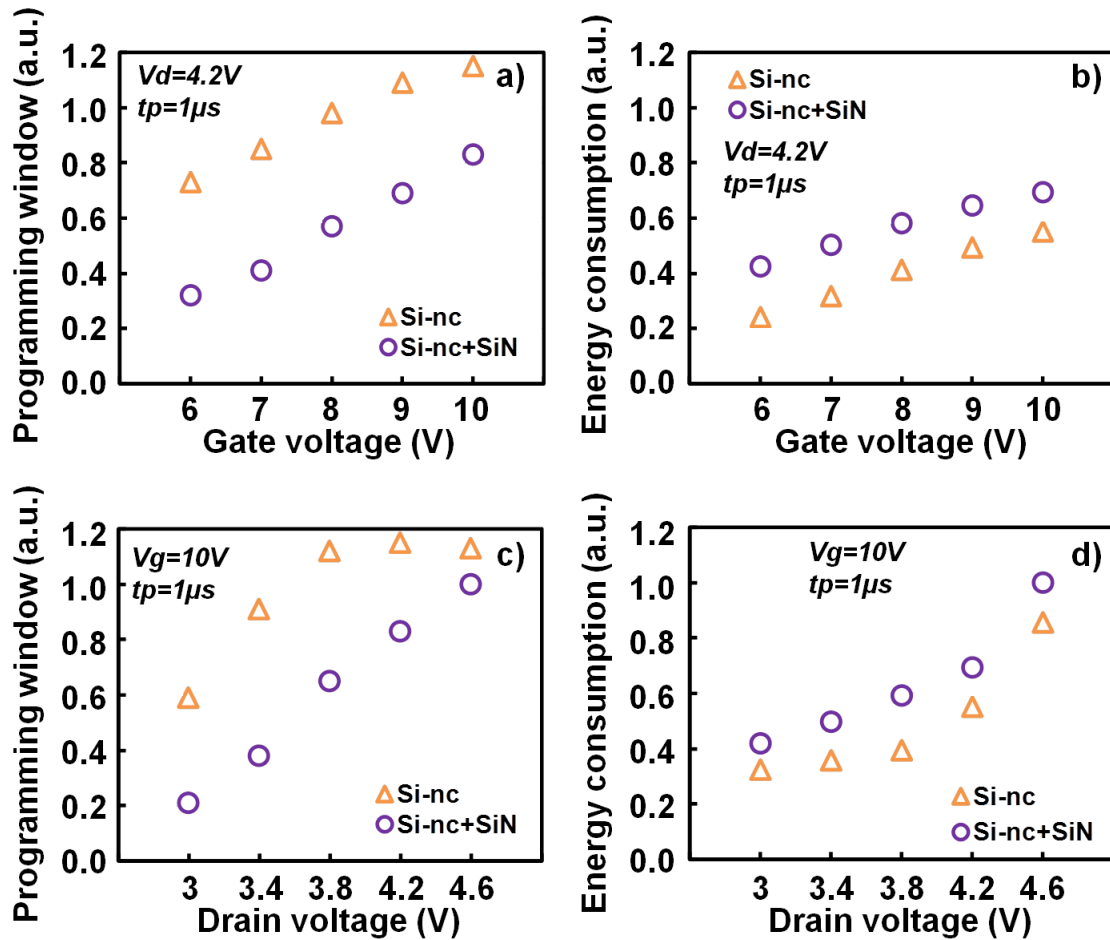 Programming window (a.u.)
1.2
1.0
0.8
0.6
0.4
0.2
0.0
Vd=4.2V
tp=1µs
a)
Si-nc
Si-nc+SiN
6 7 8 9 10
Gate voltage (V)
Energy consumption (a.u.)
1.2
1.0
0.8
0.6
0.4
0.2
0.0
Si-nc
Si-nc+SiN
Vd=4.2V
tp=1µs
b)
6 7 8 9 10
Gate voltage (V)
Programming window (a.u.)
1.2
1.0
0.8
0.6
0.4
0.2
0.0
Vg=10V
tp=1µs
c)
Si-nc
Si-nc+SiN
3 3.4 3.8 4.2 4.6
Drain voltage (V)
Energy consumption (a.u.)
1.2
1.0
0.8
0.6
0.4
0.2
0.0
Vg=10V
tp=1µs
d)
Si-nc
Si-nc+SiN
3 3.4 3.8 4.2 4.6
Drain voltage (V)